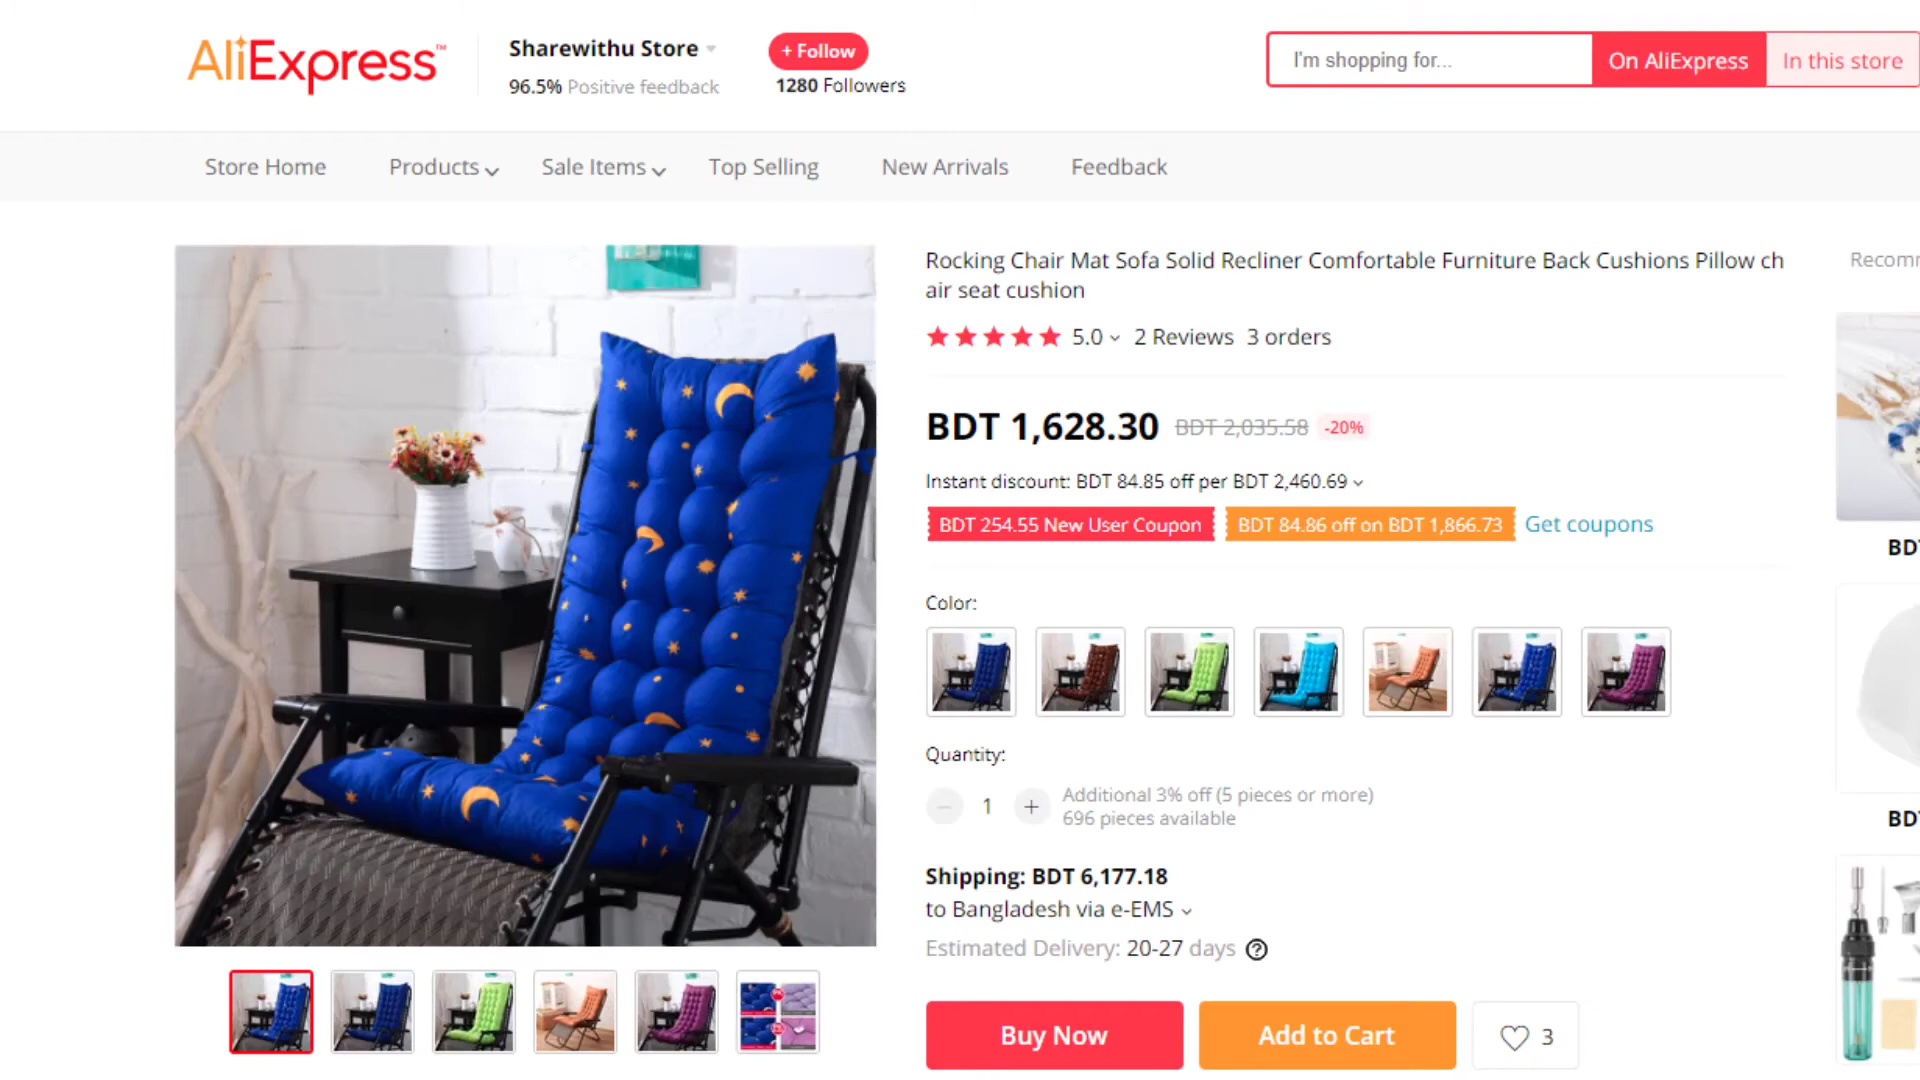 AliExpress™
Sharewithu Store
96.5% Positive feedback
+ Follow
1280 Followers
I'm shopping for...
On AliExpress
In this store
Store Home
Products
Sale Items
Top Selling
New Arrivals
Feedback
Rocking Chair Mat Sofa Solid Recliner Comfortable Furniture Back Cushions Pillow ch
air seat cushion
5.0 2 Reviews 3 orders
BDT 1,628.30 BDT 2,035.58 -20%
Instant discount: BDT 84.85 off per BDT 2,460.69
BDT 254.55 New User Coupon BDT 84.86 off on BDT 1,866.73 Get coupons
Color:
Quantity:
1
Additional 3% off (5 pieces or more)
696 pieces available
Shipping: BDT 6,177.18
to Bangladesh via e-EMS
Estimated Delivery: 20-27 days ?
Buy Now
Add to Cart
3
Recomm
BDT
BDT